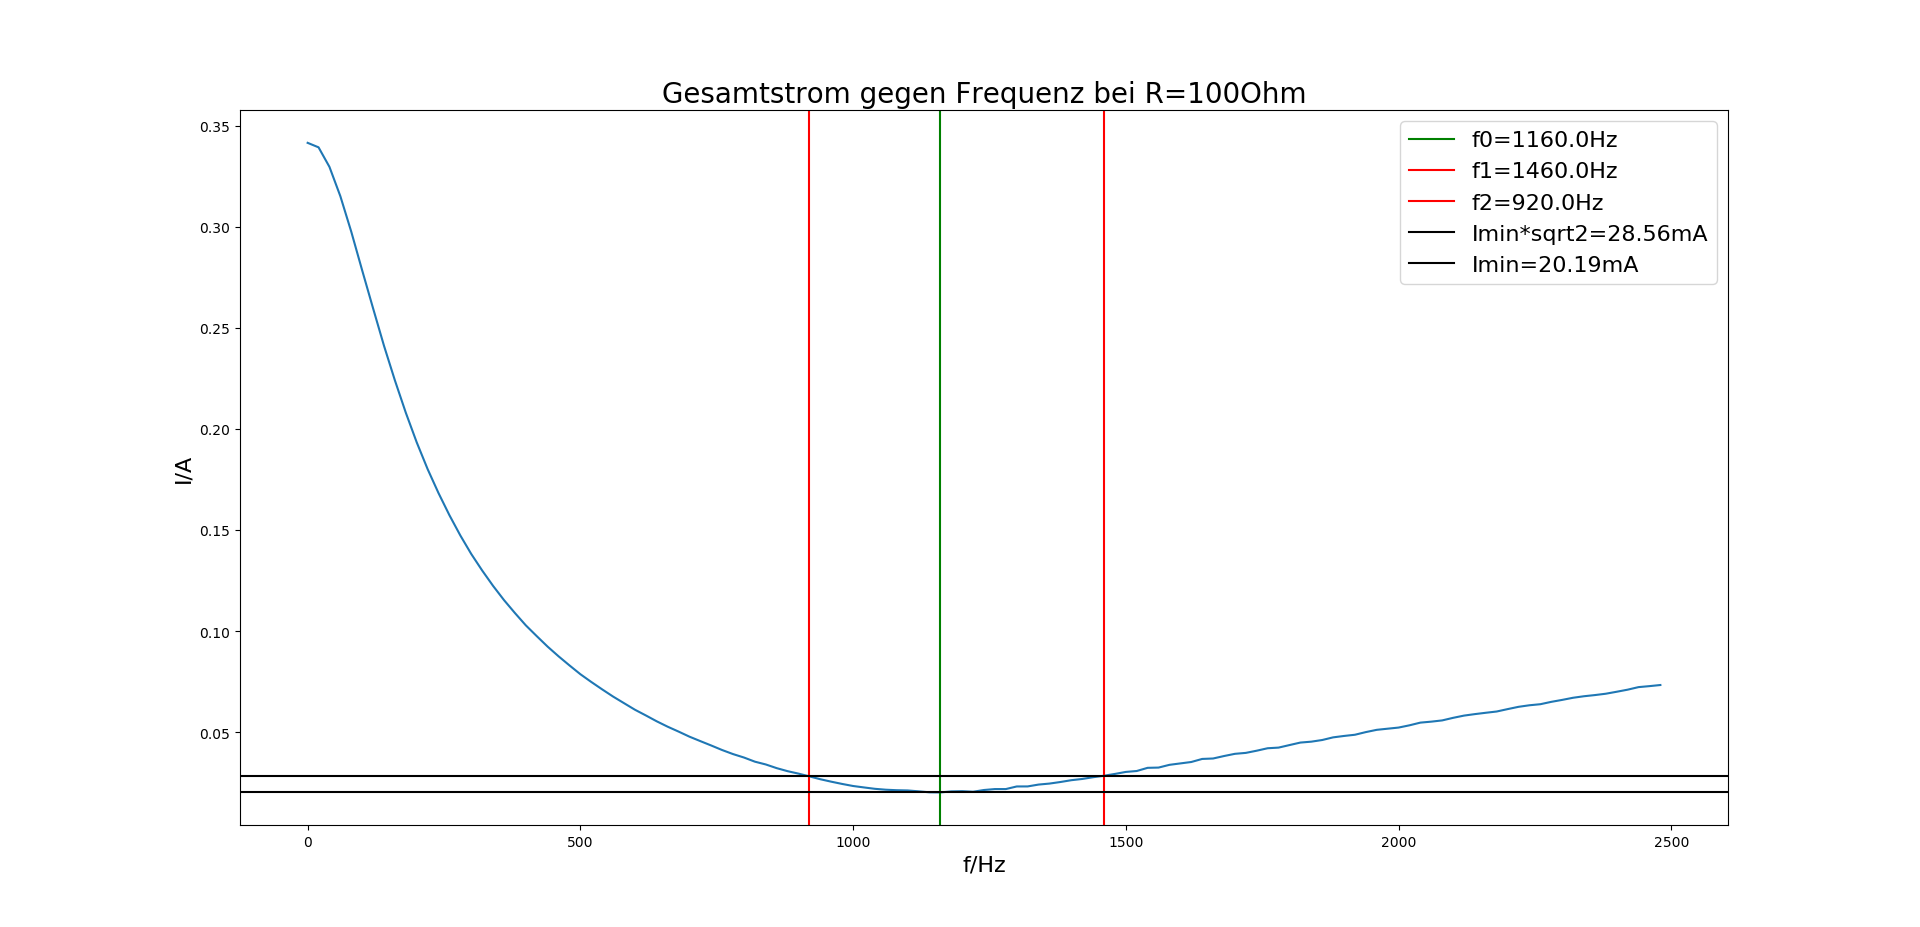 Gesamtstrom gegen Frequenz bei R=100Ohm
0.35
0.30
0.25
0.20
0.15
0.10
0.05
I/A
f0=1160.0Hz
f1=1460.0Hz
f2=920.0Hz
Imin*sqrt2=28.56mA
Imin=20.19mA
0
500
1000
1500
2000
2500
f/Hz